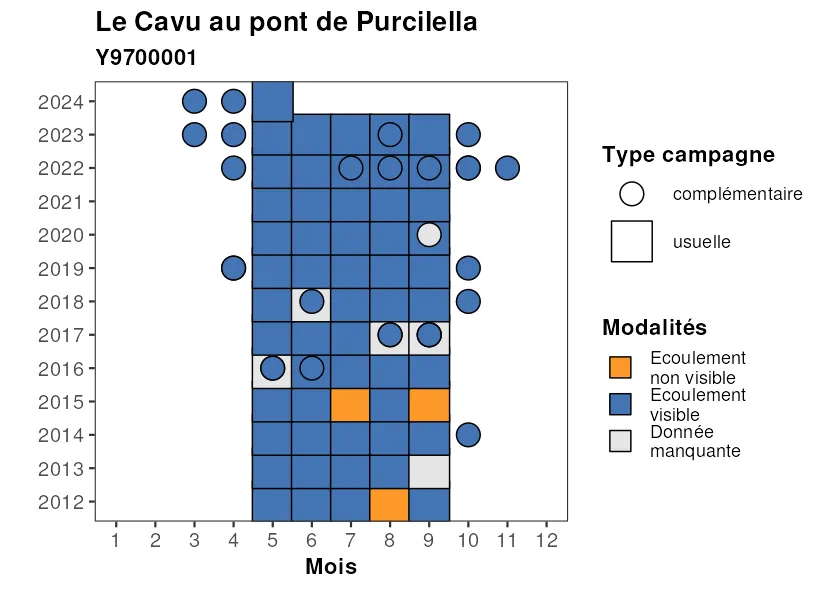 Le Cavu au pont de Purcilella
Y9700001
2024
2023
2022
2021
2020
2019
2018
2017
2016
2015
2014
2013
2012
1 2 3 4 5 6 7 8 9 10 11 12
Mois
Type campagne
complémentaire
usuelle
Modalités
Ecoulement
non visible
Ecoulement
visible
Donnée
manquante